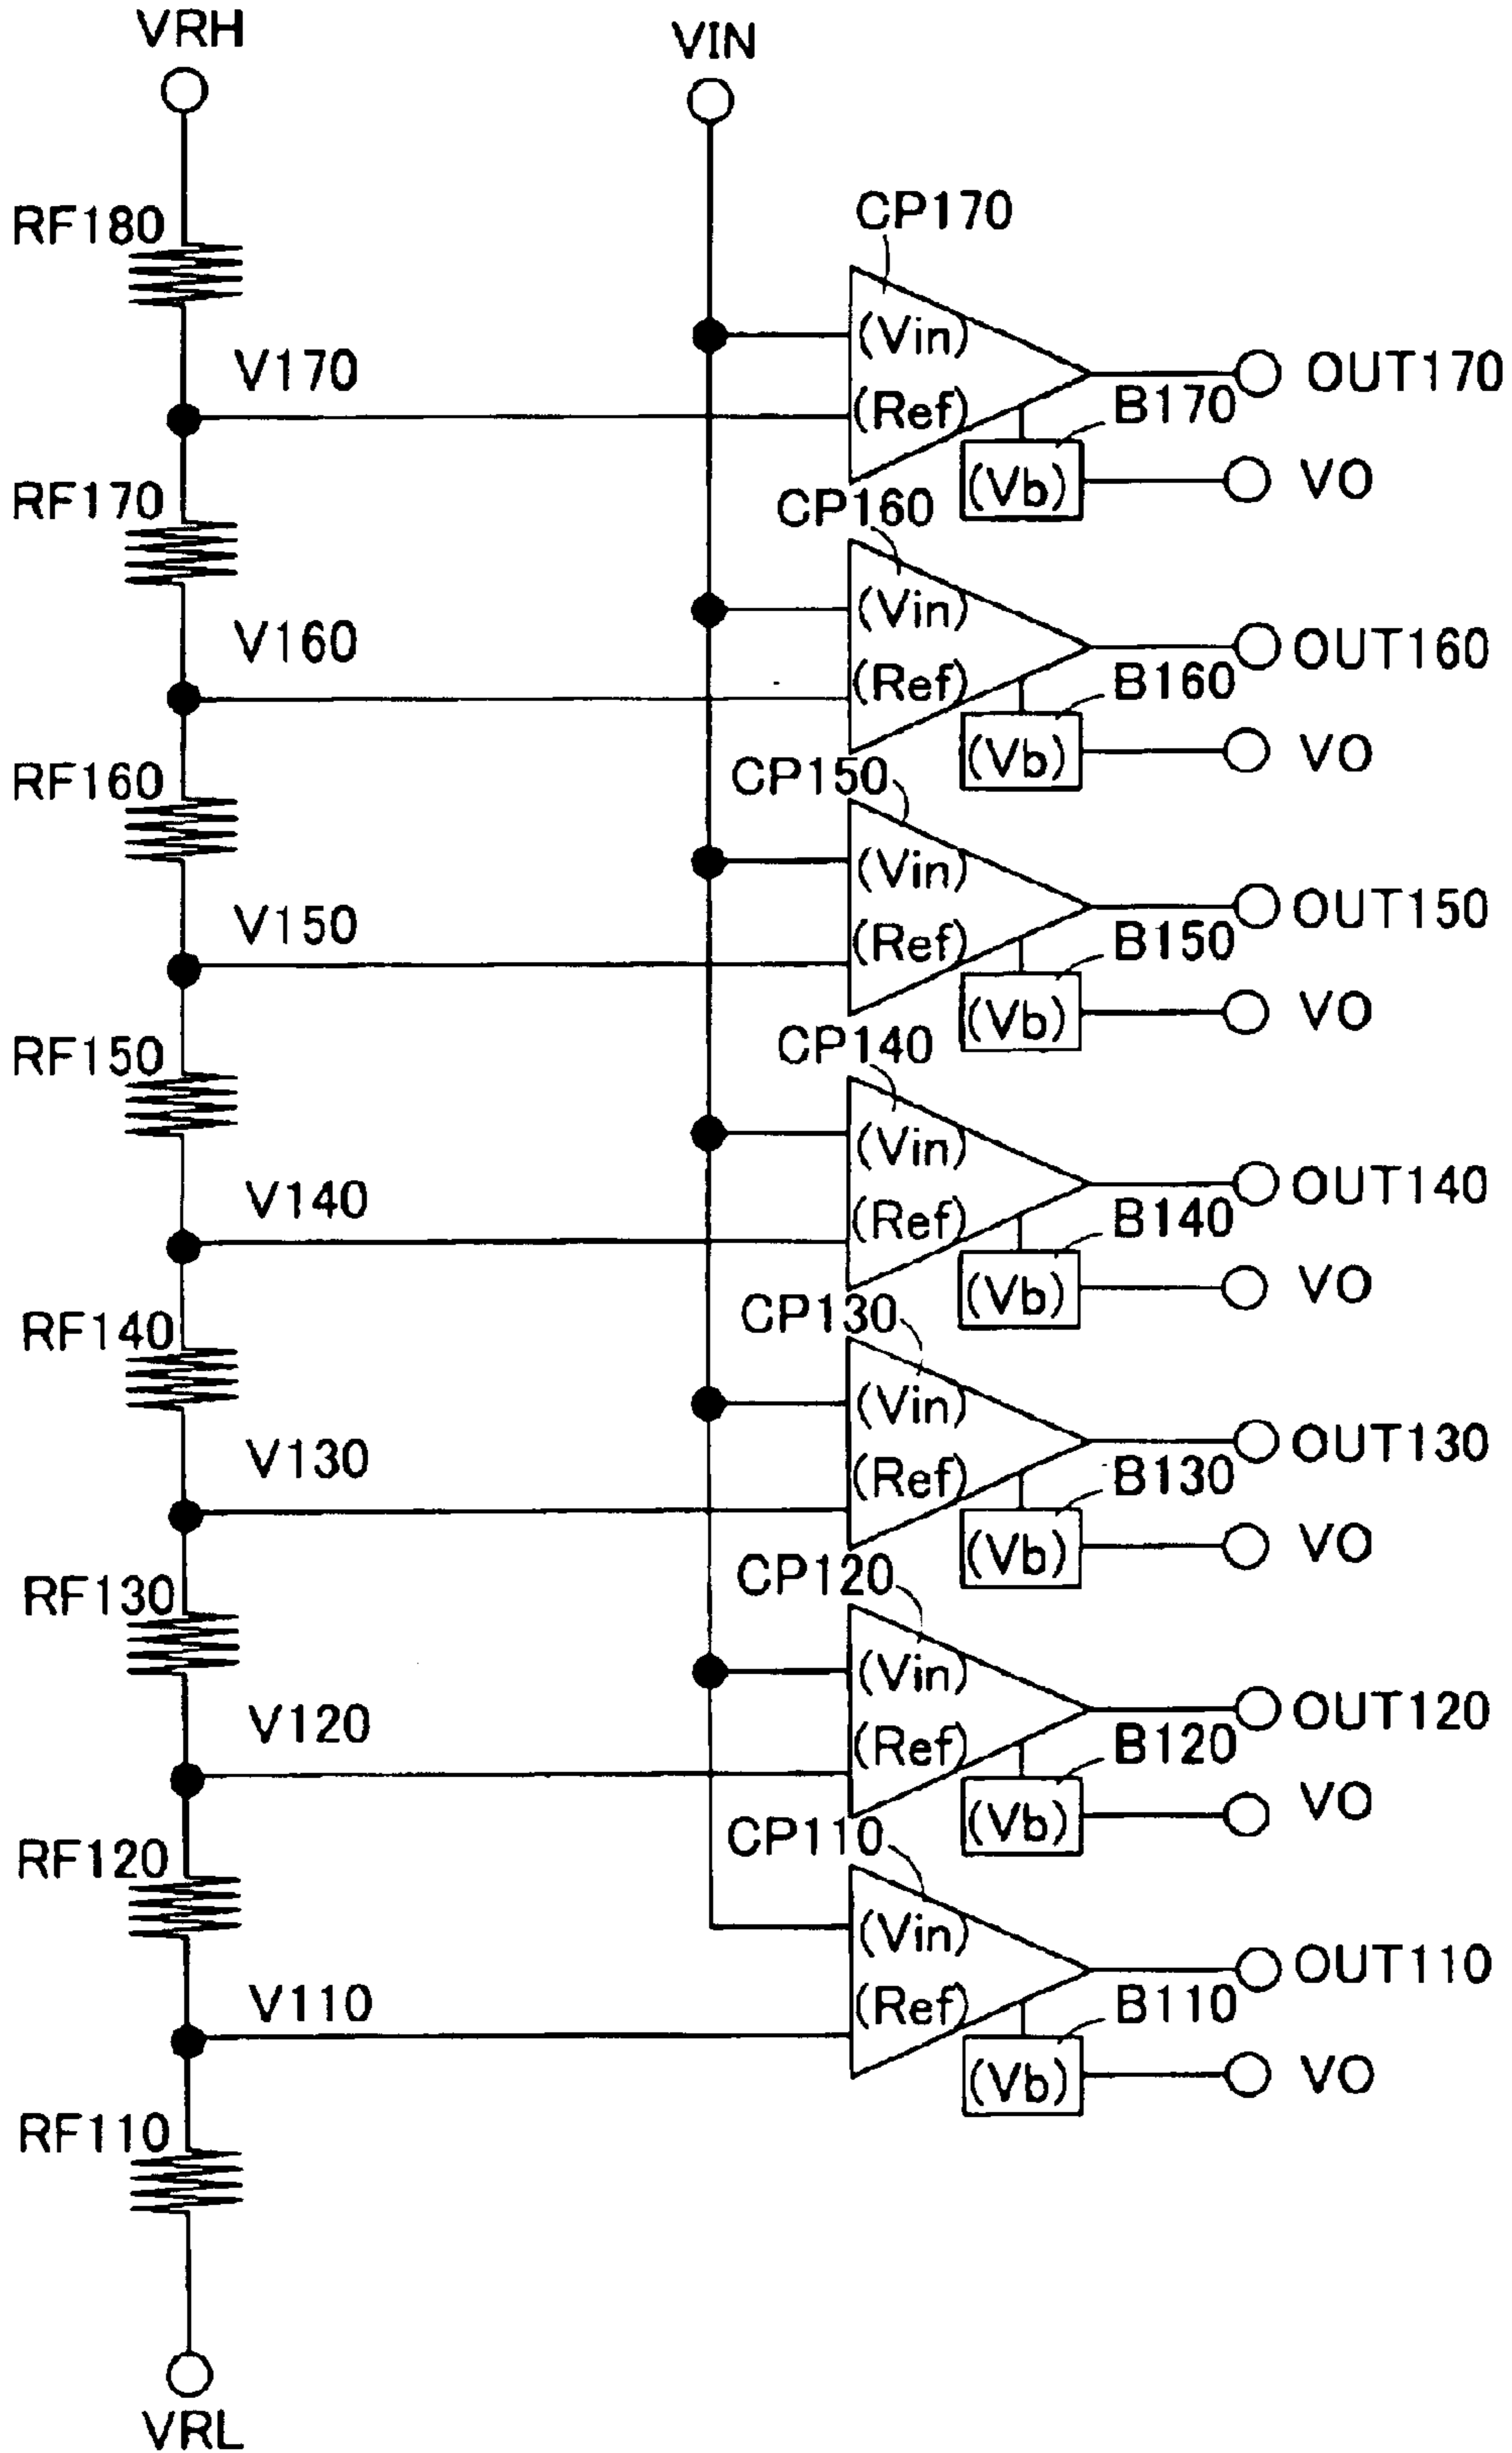 VRH
VIN
CP170
RF180
(Vin)
V170
OUT170
(Ref)
B170
RF170
(Vb)
VO
CP160
(Vin)
V160
OUT160
(Ref)
B160
(Vb)
VO
RF160
CP150
(Vin)
V150
OUT150
(Ref)
B150
(Vb)
VO
RF150
CP140
(Vin)
V140
OUT140
(Ref)
B140
(Vb)
VO
RF140
CP130
(Vin)
V130
OUT130
(Ref)
B130
(Vb)
VO
RF130
CP120
(Vin)
V120
OUT120
(Ref)
B120
(Vb)
VO
RF120
CP110
(Vin)
V110
OUT110
(Ref)
B110
(Vb)
VO
RF110
VRL